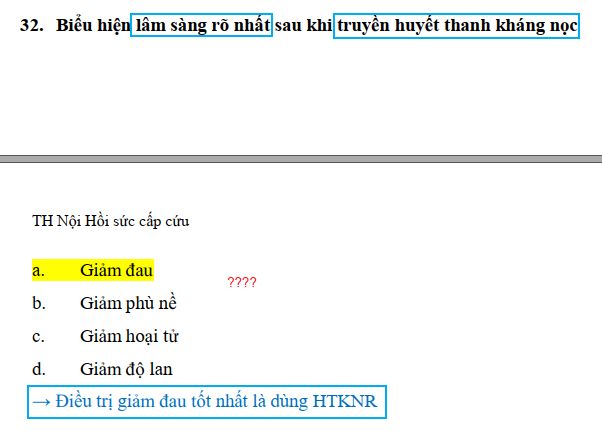 32. Biểu hiện lâm sàng rõ nhất sau khi truyền huyết thanh kháng nọc
TH Nội Hồi sức cấp cứu
a. Giảm đau
????
b. Giảm phù nề
c. Giảm hoại tử
d. Giảm độ lan
→ Điều trị giảm đau tốt nhất là dùng HTKNR